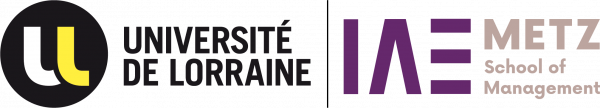 UNIVERSITÉ
DE LORRAINE
IAE METZ
School of
Management